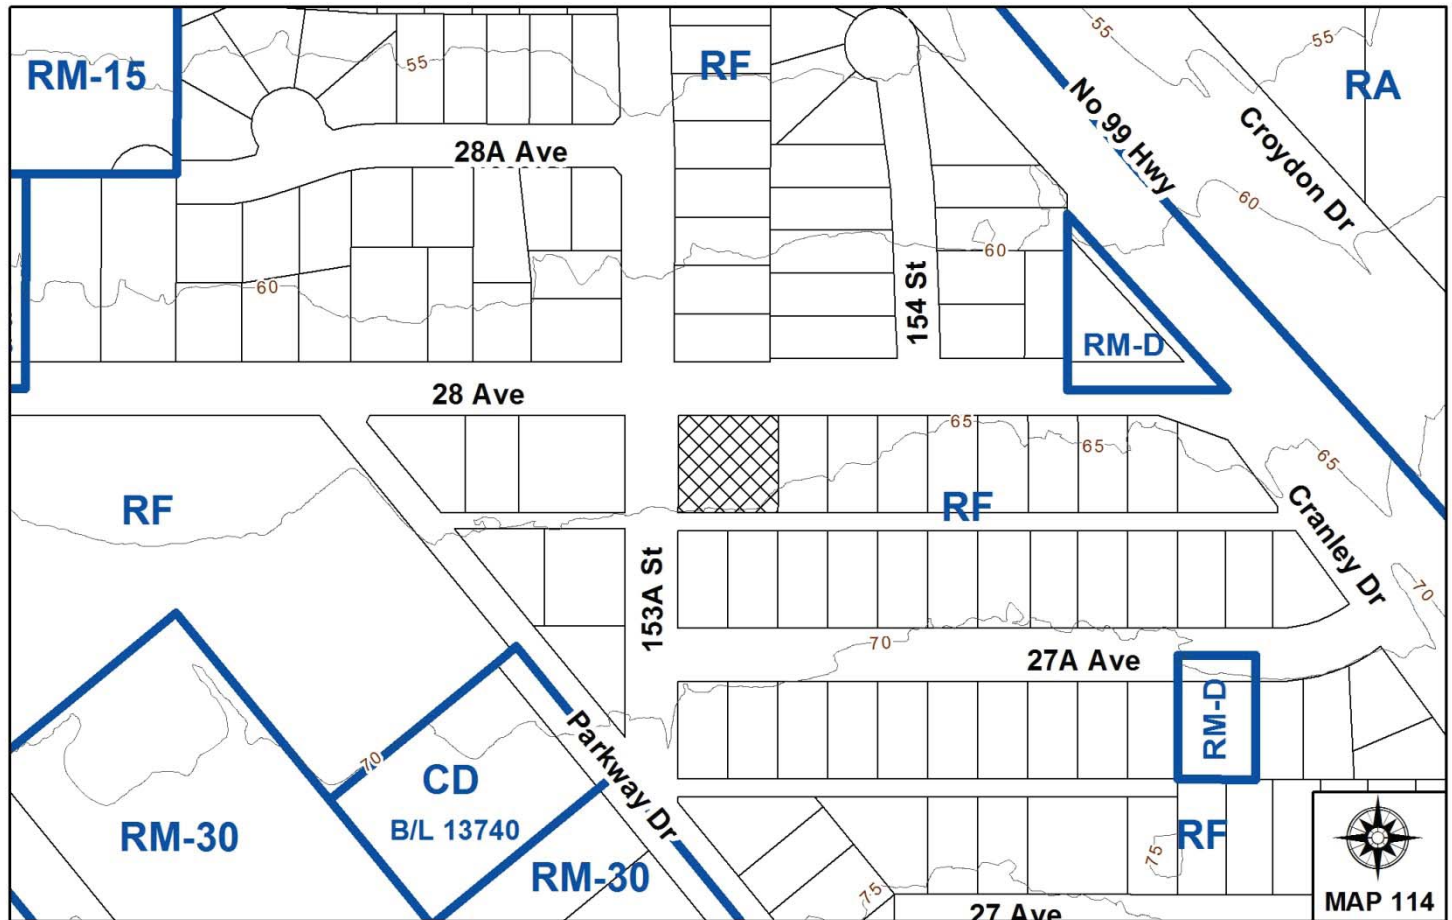 RM-15
55
RF
55
55
RA
No 99 Hwy
Croydon Dr
28A Ave
60
60
60
154 St
RM-D
28 Ave
65
65
65
RF
RF
Cranley Dr
153A St
70
70
27A Ave
RM-D
Parkway Dr
70
CD
B/L 13740
RM-30
RM-30
RF
75
75
MAP 114
27 Ave